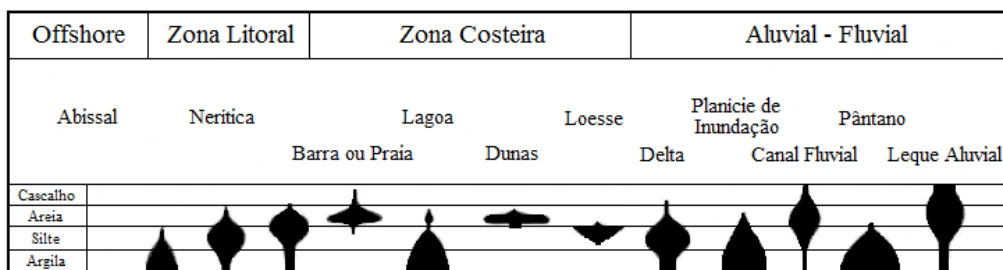 Offshore
Zona Litoral
Zona Costeira
Aluvial - Fluvial
Abissal
Nerítica
Barra ou Praia
Lagoa
Dunas
Loesse
Delta
Planicie de
Inundação
Canal Fluvial
Pântano
Leque Aluvial
Cascalho
Areia
Silte
Argila